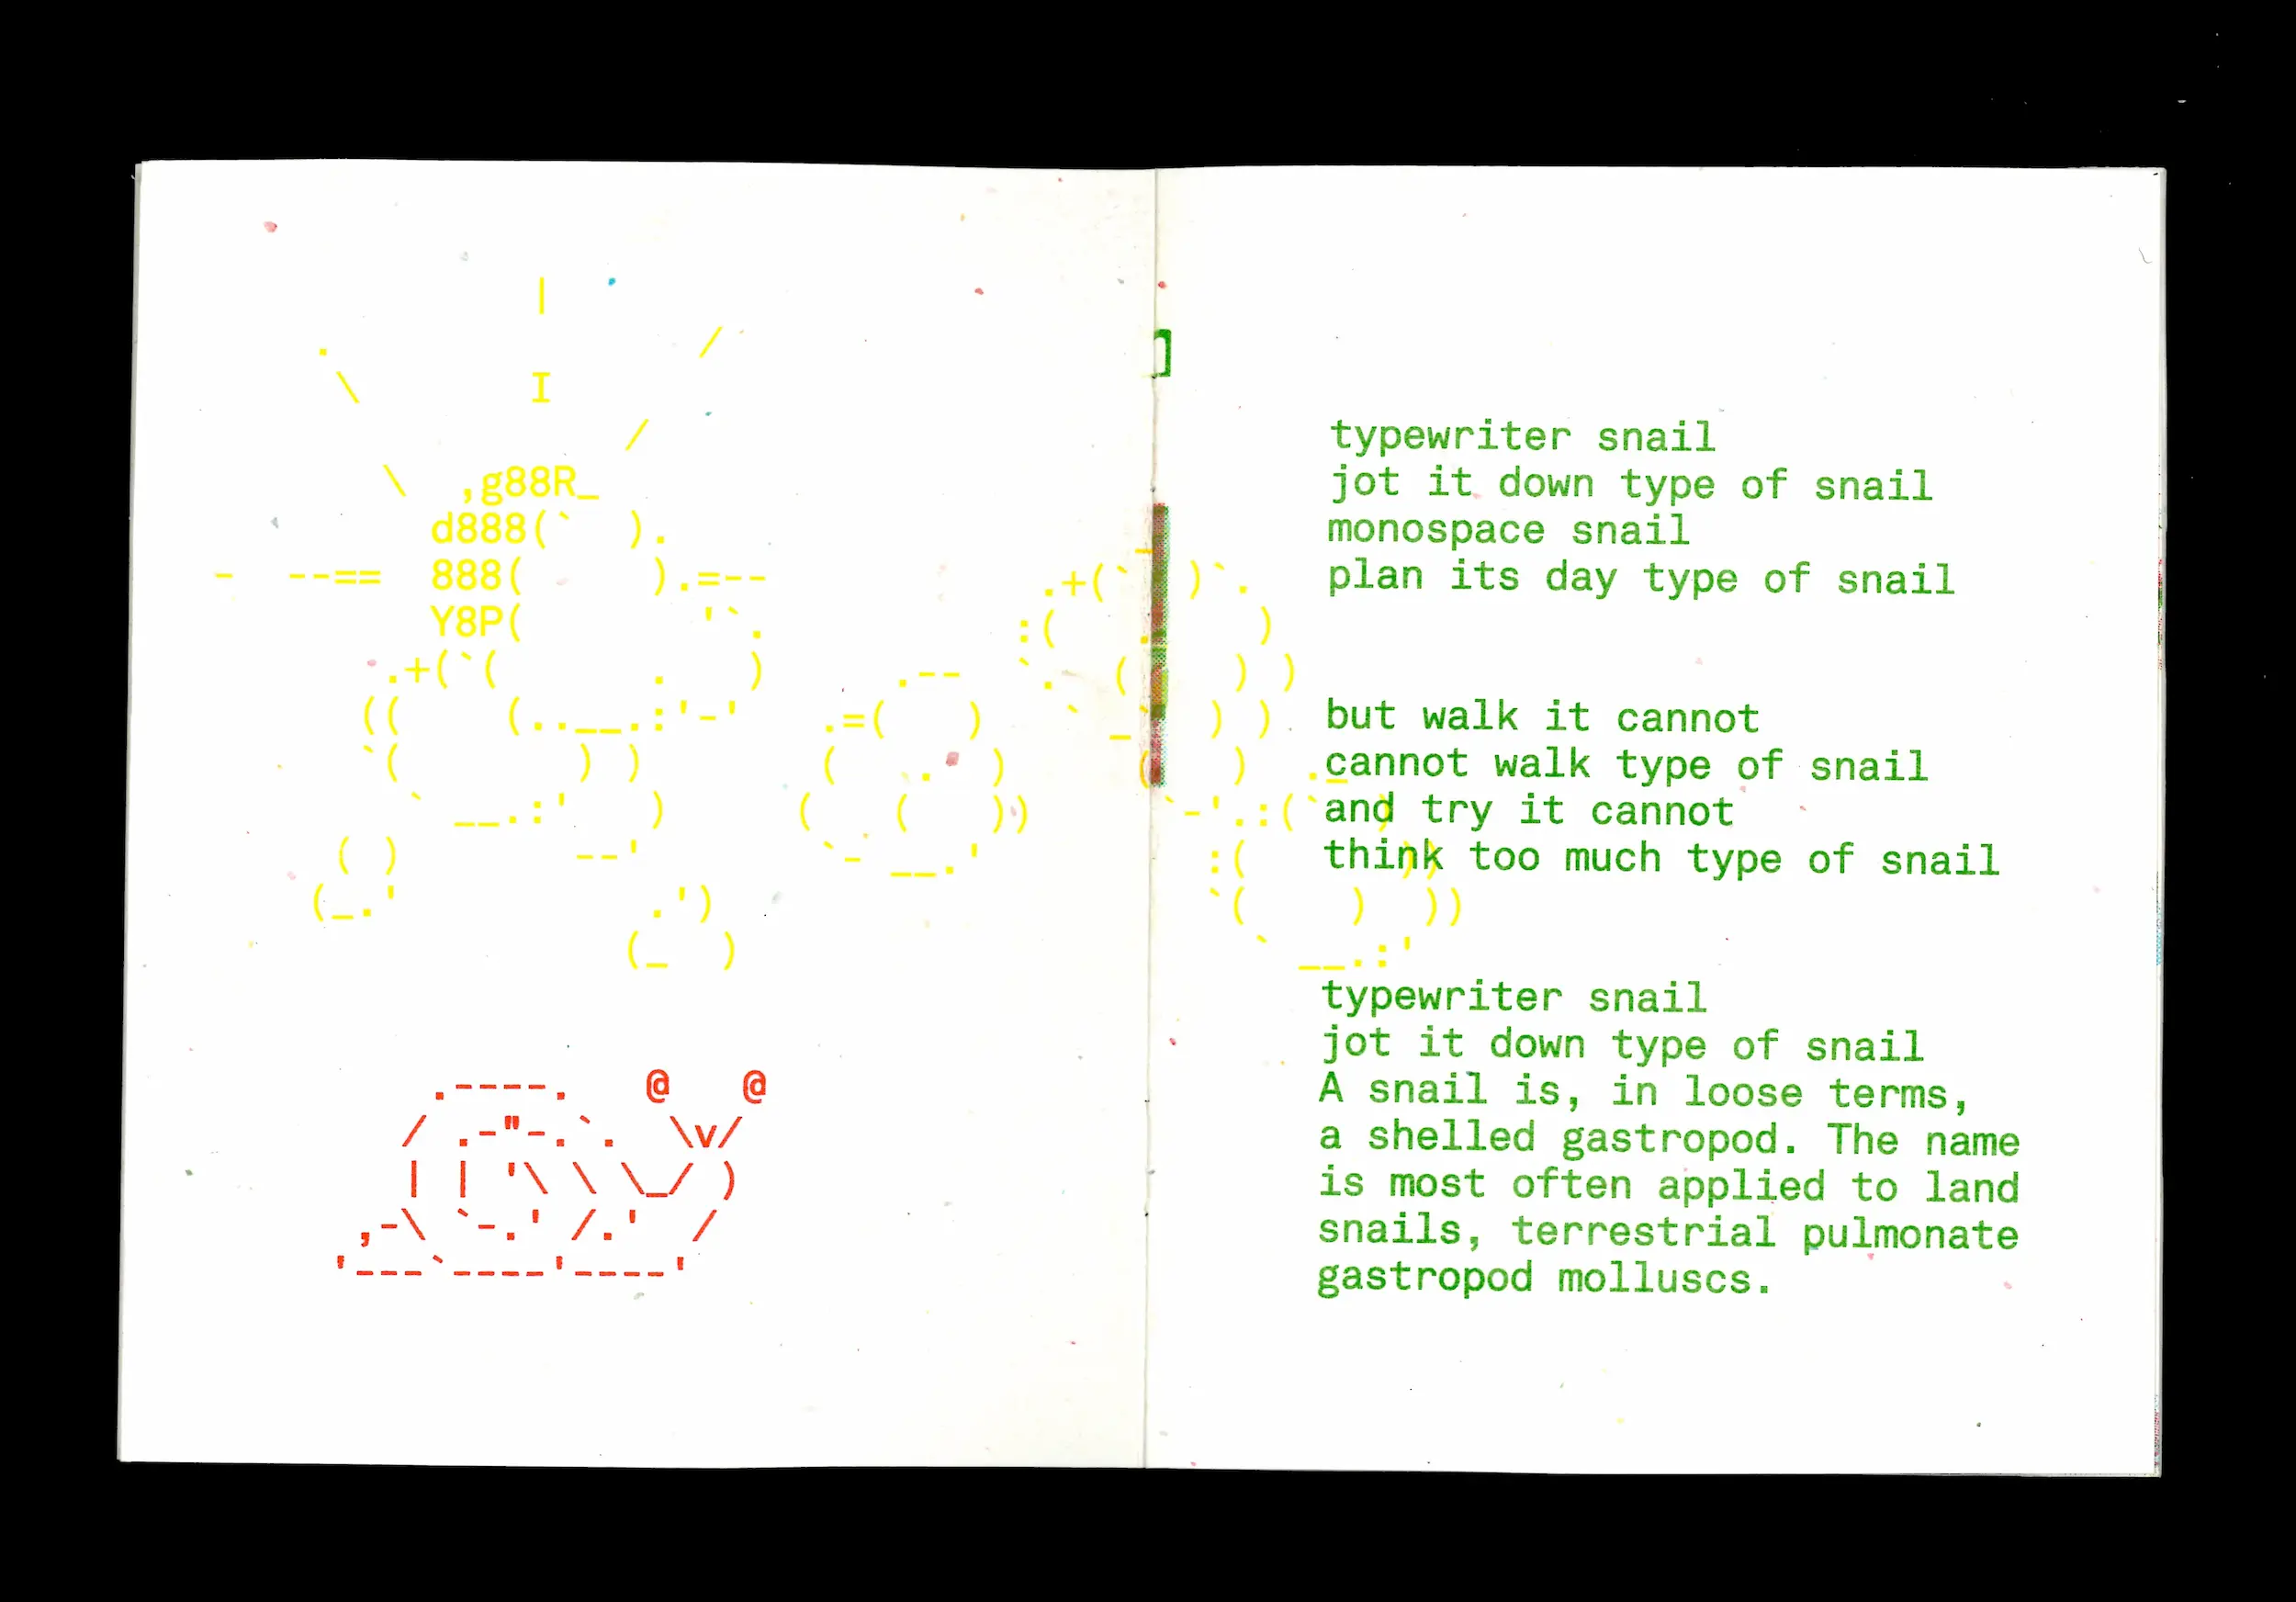 typewriter snail
jot it down type of snail
monospace snail
plan its day type of snail
but walk it cannot
cannot walk type of snail
and try it cannot
think too much type of snail
typewriter snail
jot it down type of snail
A snail is, in loose terms,
a shelled gastropod. The name
is most often applied to land
snails, terrestrial pulmonate
gastropod molluscs.